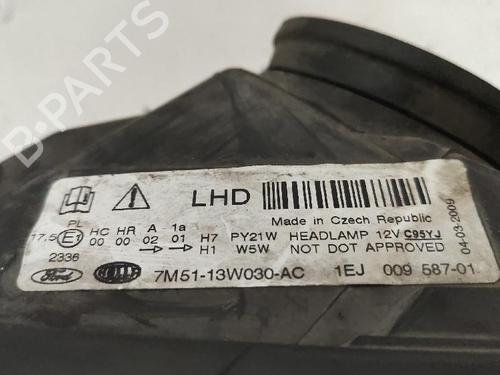 B-PARTS
LHD
Made in Czech Republic
PL
17.5 E1 HC HR A 1a H7 PY21W HEADLAMP 12V C95YJ
00 00 02 01 H1 W5W NOT DOT APPROVED
2336
04-03-2009
Ford HELLA 7M51-13W030-AC 1EJ 009 587-01